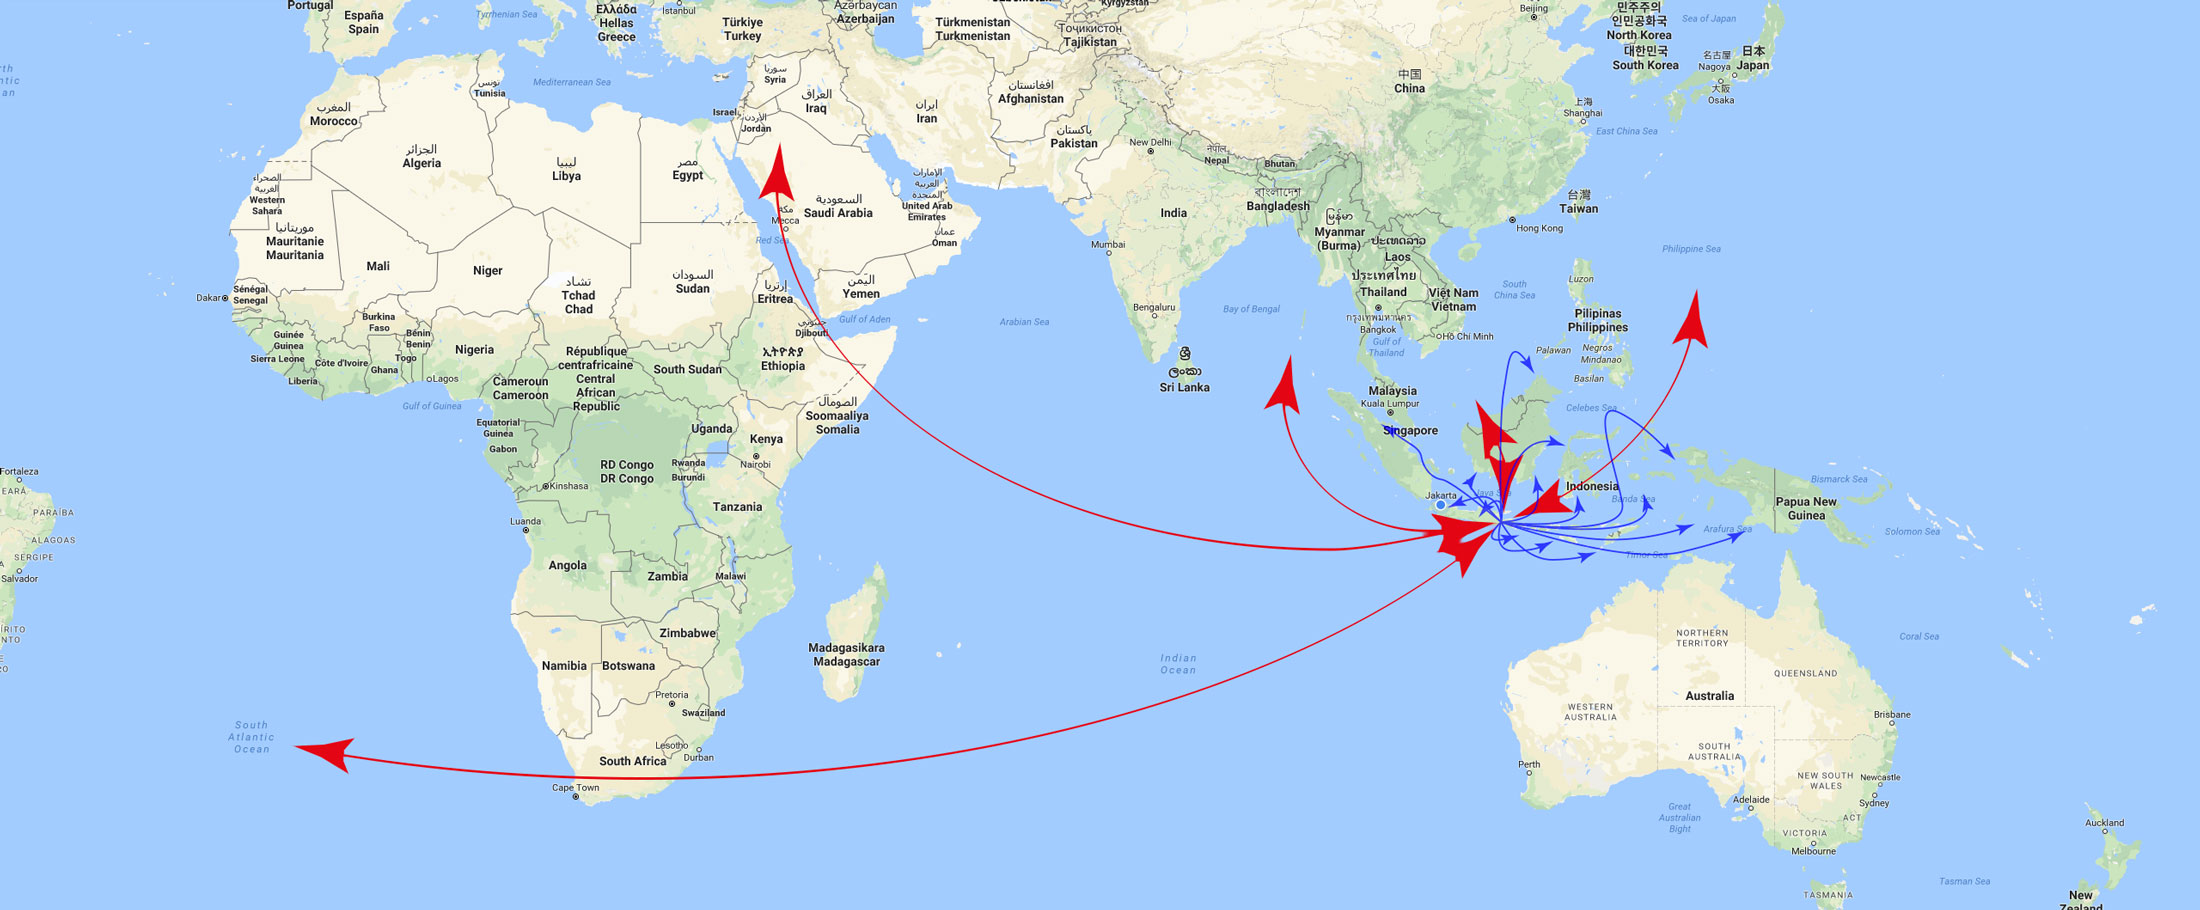 Portugal
España
Spain
Tyrrhenian Sea
Ελλάδα
Hellas
Greece
İstanbul
Türkiye
Turkey
Azərbaycan
Azerbaijan
Türkmenistan
Turkmenistan
Тоҷикистон
Tajikistan
Kyrgyzstan
Beijing
민주주의
인민공화국
North Korea
대한민국
South Korea
Sea of Japan
名古屋
Nagoya
日本
Japan
大阪
Osaka
Mediterranean Sea
تونس
Tunisia
المغرب
Morocco
الجزائر
Algeria
ليبيا
Libya
مصر
Egypt
Israel
الأردن
Jordan
سوريا
Syria
العراق
Iraq
ایران
Iran
افغانستان
Afghanistan
پاکستان
Pakistan
New Delhi
नेपाल
Nepal
Bhutan
中国
China
上海
Shanghai
East China Sea
الصحراء
العربية
Western
Sahara
موريتانيا
Mauritanie
Mauritania
Mali
Niger
تشاد
Tchad
Chad
السودان
Sudan
إرتريا
Eritrea
مكة
Mecca
Red Sea
السعودية
Saudi Arabia
الإمارات
العربية
المتحدة
United Arab
Emirates
عمان
Oman
اليمن
Yemen
Gulf of Aden
جيبوتي
Djibouti
Arabian Sea
India
Mumbai
Bengaluru
বাংলাদেশ
Bangladesh
မြန်မာ
Myanmar
(Burma)
ປະເທດລາວ
Laos
ประเทศไทย
Thailand
กรุงเทพมหานคร
Bangkok
Việt Nam
Vietnam
Hồ Chí Minh
Gulf of
Thailand
Bay of Bengal
ශ්‍රී
ලංකා
Sri Lanka
台灣
Taiwan
Hong Kong
South
China Sea
Philippine Sea
Luzon
Pilipinas
Philippines
Palawan
Negros
Mindanao
Basilan
Dakar
Sénégal
Senegal
Guinée
Guinea
Sierra Leone
Liberia
Côte d'Ivoire
Burkina
Faso
Ghana
Togo
Bénin
Benin
Nigeria
Lagos
Gulf of Guinea
Cameroun
Cameroon
République
centrafricaine
Central
African
Republic
South Sudan
ኢትዮጵያ
Ethiopia
الصومال
Soomaaliya
Somalia
Equatorial
Guinea
Gabon
RD Congo
DR Congo
Kinshasa
Uganda
Kenya
Nairobi
Rwanda
Burundi
Tanzania
Luanda
Angola
Zambia
Malawi
Zimbabwe
Namibia
Botswana
Pretoria
Swaziland
Lesotho
Durban
South Africa
Cape Town
Madagasikara
Madagascar
Indian
Ocean
South
Atlantic
Ocean
Fortaleza
PARAÍBA
ALAGOAS
SERGIPE
Salvador
Malaysia
Kuala Lumpur
Singapore
Jakarta
Java Sea
Indonesia
Celebes Sea
Banda Sea
Timor Sea
Arafura Sea
Papua New
Guinea
Bismarck Sea
Solomon Sea
Coral Sea
NORTHERN
TERRITORY
QUEENSLAND
WESTERN
AUSTRALIA
Australia
SOUTH
AUSTRALIA
NEW SOUTH
WALES
ACT
VICTORIA
TASMANIA
Brisbane
Newcastle
Sydney
Perth
Adelaide
Melbourne
Great
Australian
Bight
Tasman Sea
Auckland
New
Zealand